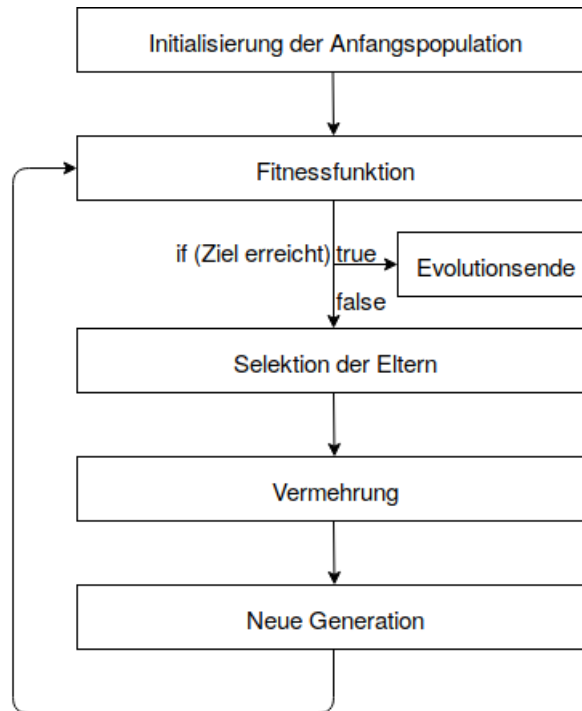 Initialisierung der Anfangspopulation
Fitnessfunktion
if (Ziel erreicht) true
Evolutionsende
false
Selektion der Eltern
Vermehrung
Neue Generation